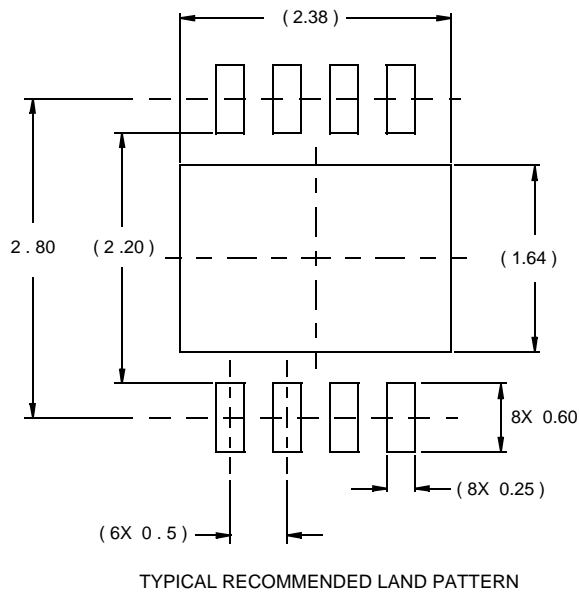 ( 2.38 )
2 . 80
( 2.20 )
( 1.64 )
8X 0.60
( 8X 0.25 )
( 6X 0 . 5 )
TYPICAL RECOMMENDED LAND PATTERN